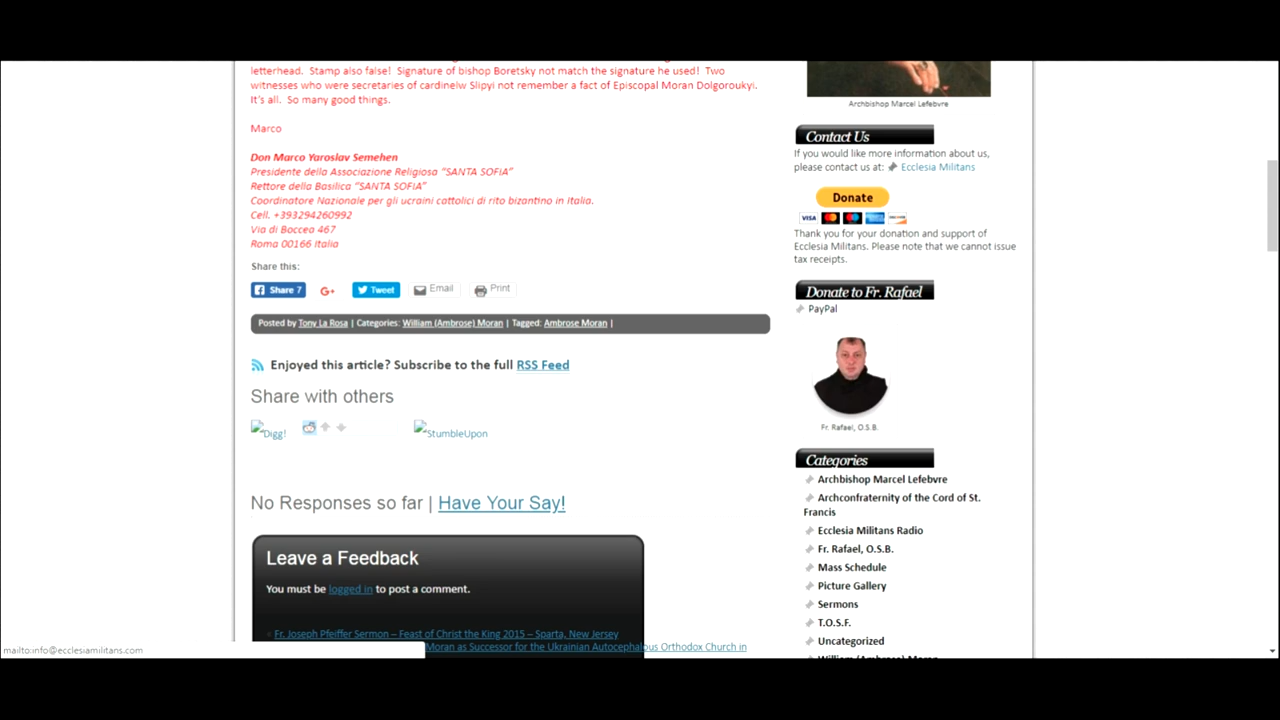 letterhead. Stamp also false! Signature of bishop Boretsky not match the signature he used! Two
witnesses who were secretaries of cardinelw Slipyi not remember a fact of Episcopal Moran Dolgoroukyi.
It's all. So many good things.
Marco
Don Marco Yaroslav Semehen
Presidente della Associazione Religiosa "SANTA SOFIA"
Rettore della Basilica "SANTA SOFIA"
Coordinatore Nazionale per gli ucraini cattolici di rito bizantino in Italia.
Cell. +393294260992
Via di Boccea 467
Roma 00166 Italia
Share this:
Share 7
G+
Tweet
Email
Print
Posted by Tony La Rosa | Categories: William (Ambrose) Moran | Tagged: Ambrose Moran |
Enjoyed this article? Subscribe to the full RSS Feed
Share with others
Digg!
StumbleUpon
No Responses so far | Have Your Say!
Leave a Feedback
You must be logged in to post a comment.
« Fr. Joseph Pfeiffer Sermon – Feast of Christ the King 2015 – Sparta, New Jersey
Moran as Successor for the Ukrainian Autocephalous Orthodox Church in
mailto:info@ecclesiamilitans.com
Archbishop Marcel Lefebvre
Contact Us
If you would like more information about us,
please contact us at: Ecclesia Militans
Donate
VISA
Thank you for your donation and support of
Ecclesia Militans. Please note that we cannot issue
tax receipts.
Donate to Fr. Rafael
PayPal
Fr. Rafael, O.S.B.
Categories
Archbishop Marcel Lefebvre
Archconfraternity of the Cord of St.
Francis
Ecclesia Militans Radio
Fr. Rafael, O.S.B.
Mass Schedule
Picture Gallery
Sermons
T.O.S.F.
Uncategorized
William (Ambrose) Moran